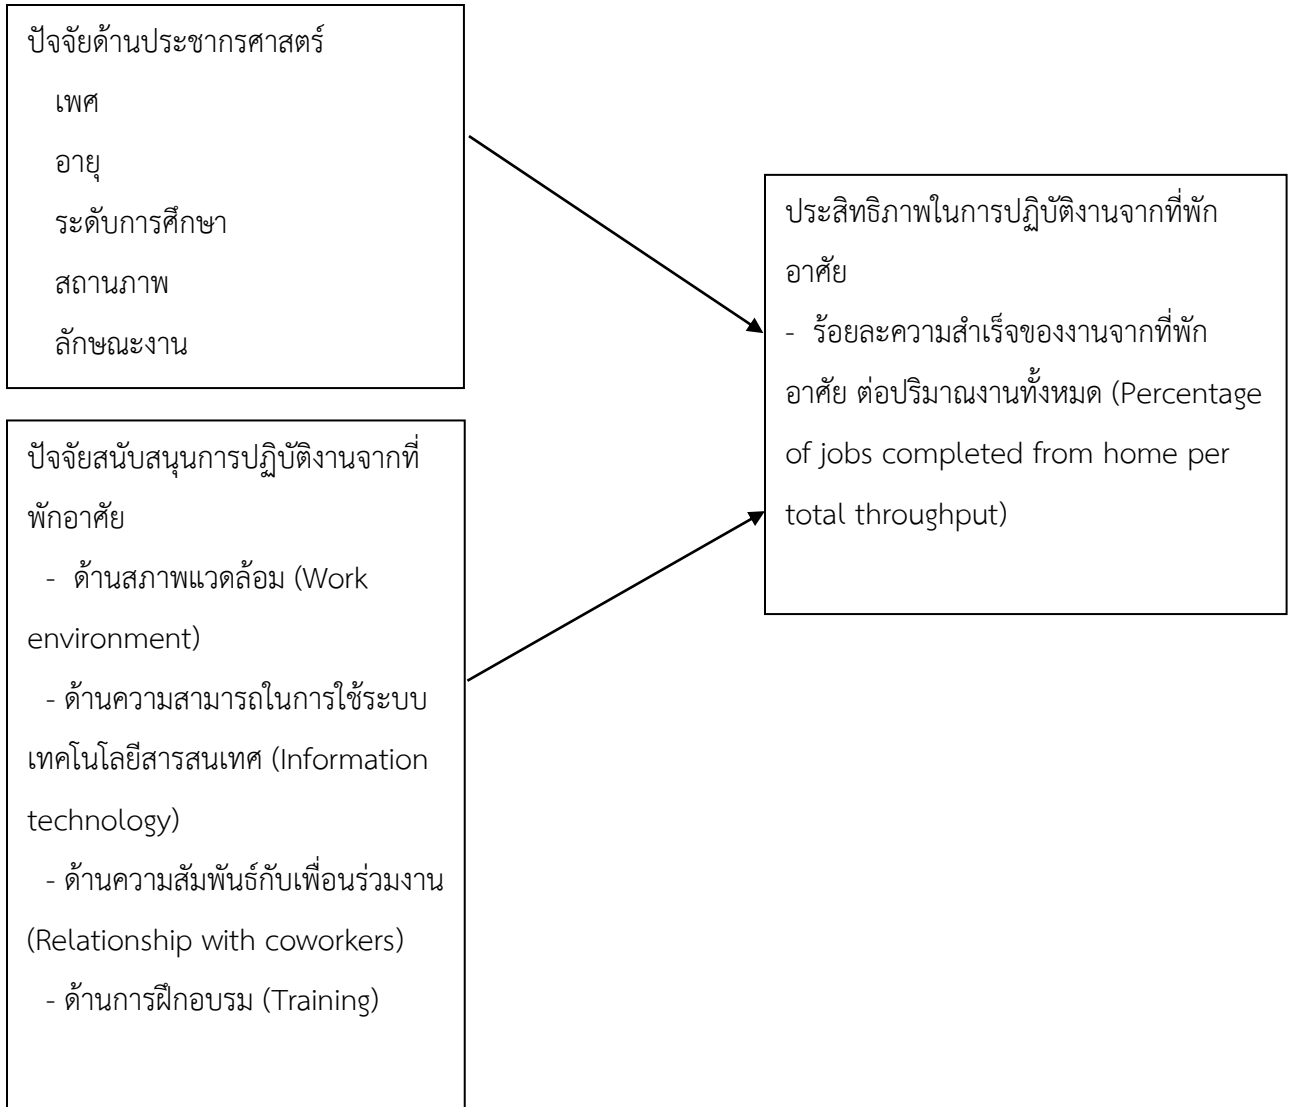 ปัจจัยด้านประชากรศาสตร์
เพศ
อายุ
ระดับการศึกษา
สถานภาพ
ลักษณะงาน
ปัจจัยสนับสนุนการปฏิบัติงานจากที่
พักอาศัย
- ด้านสภาพแวดล้อม (Work
environment)
- ด้านความสามารถในการใช้ระบบ
เทคโนโลยีสารสนเทศ (Information
technology)
- ด้านความสัมพันธ์กับเพื่อนร่วมงาน
(Relationship with coworkers)
- ด้านการฝึกอบรม (Training)
ประสิทธิภาพในการปฏิบัติงานจากที่พัก
อาศัย
- ร้อยละความสำเร็จของงานจากที่พัก
อาศัย ต่อปริมาณงานทั้งหมด (Percentage
of jobs completed from home per
total throughput)